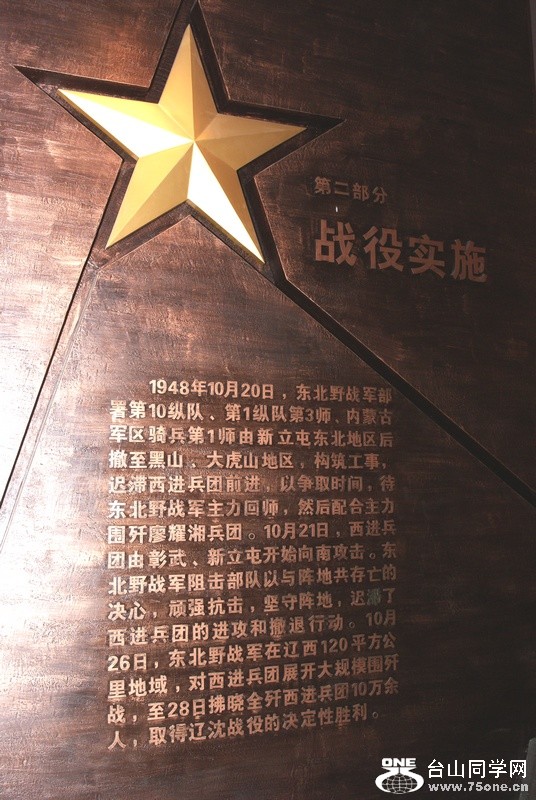 第二部分
战役实施
1948年10月20日，东北野战军部
署第10纵队、第1纵队第3师、内蒙古
军区骑兵第1师由新立屯东北地区后
撤至黑山、大虎山地区，构筑工事，
迟滞西进兵团前进，以争取时间，待
东北野战军主力回师，然后配合主力
围歼廖耀湘兵团。10月21日，西进兵
团由彰武、新立屯开始向南攻击。东
北野战军阻击部队以与阵地共存亡的
决心，顽强抗击，坚守阵地，迟滞了
西进兵团的进攻和撤退行动。10月
26日，东北野战军在辽西120平方公
里地域，对西进兵团展开大规模围歼
战，至28日拂晓全歼西进兵团10万余
人，取得辽沈战役的决定性胜利。
ONE
台山同学网
www.75one.cn